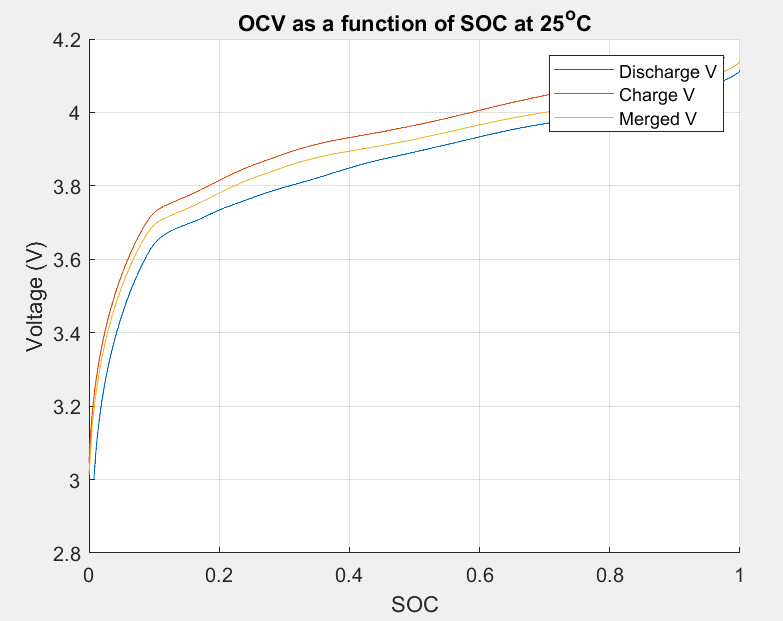 OCV as a function of SOC at 25oC
4.2
4
3.8
3.6
3.4
3.2
3
2.8
Voltage (V)
Discharge V
Charge V
Merged V
0
0.2
0.4
0.6
0.8
1
SOC